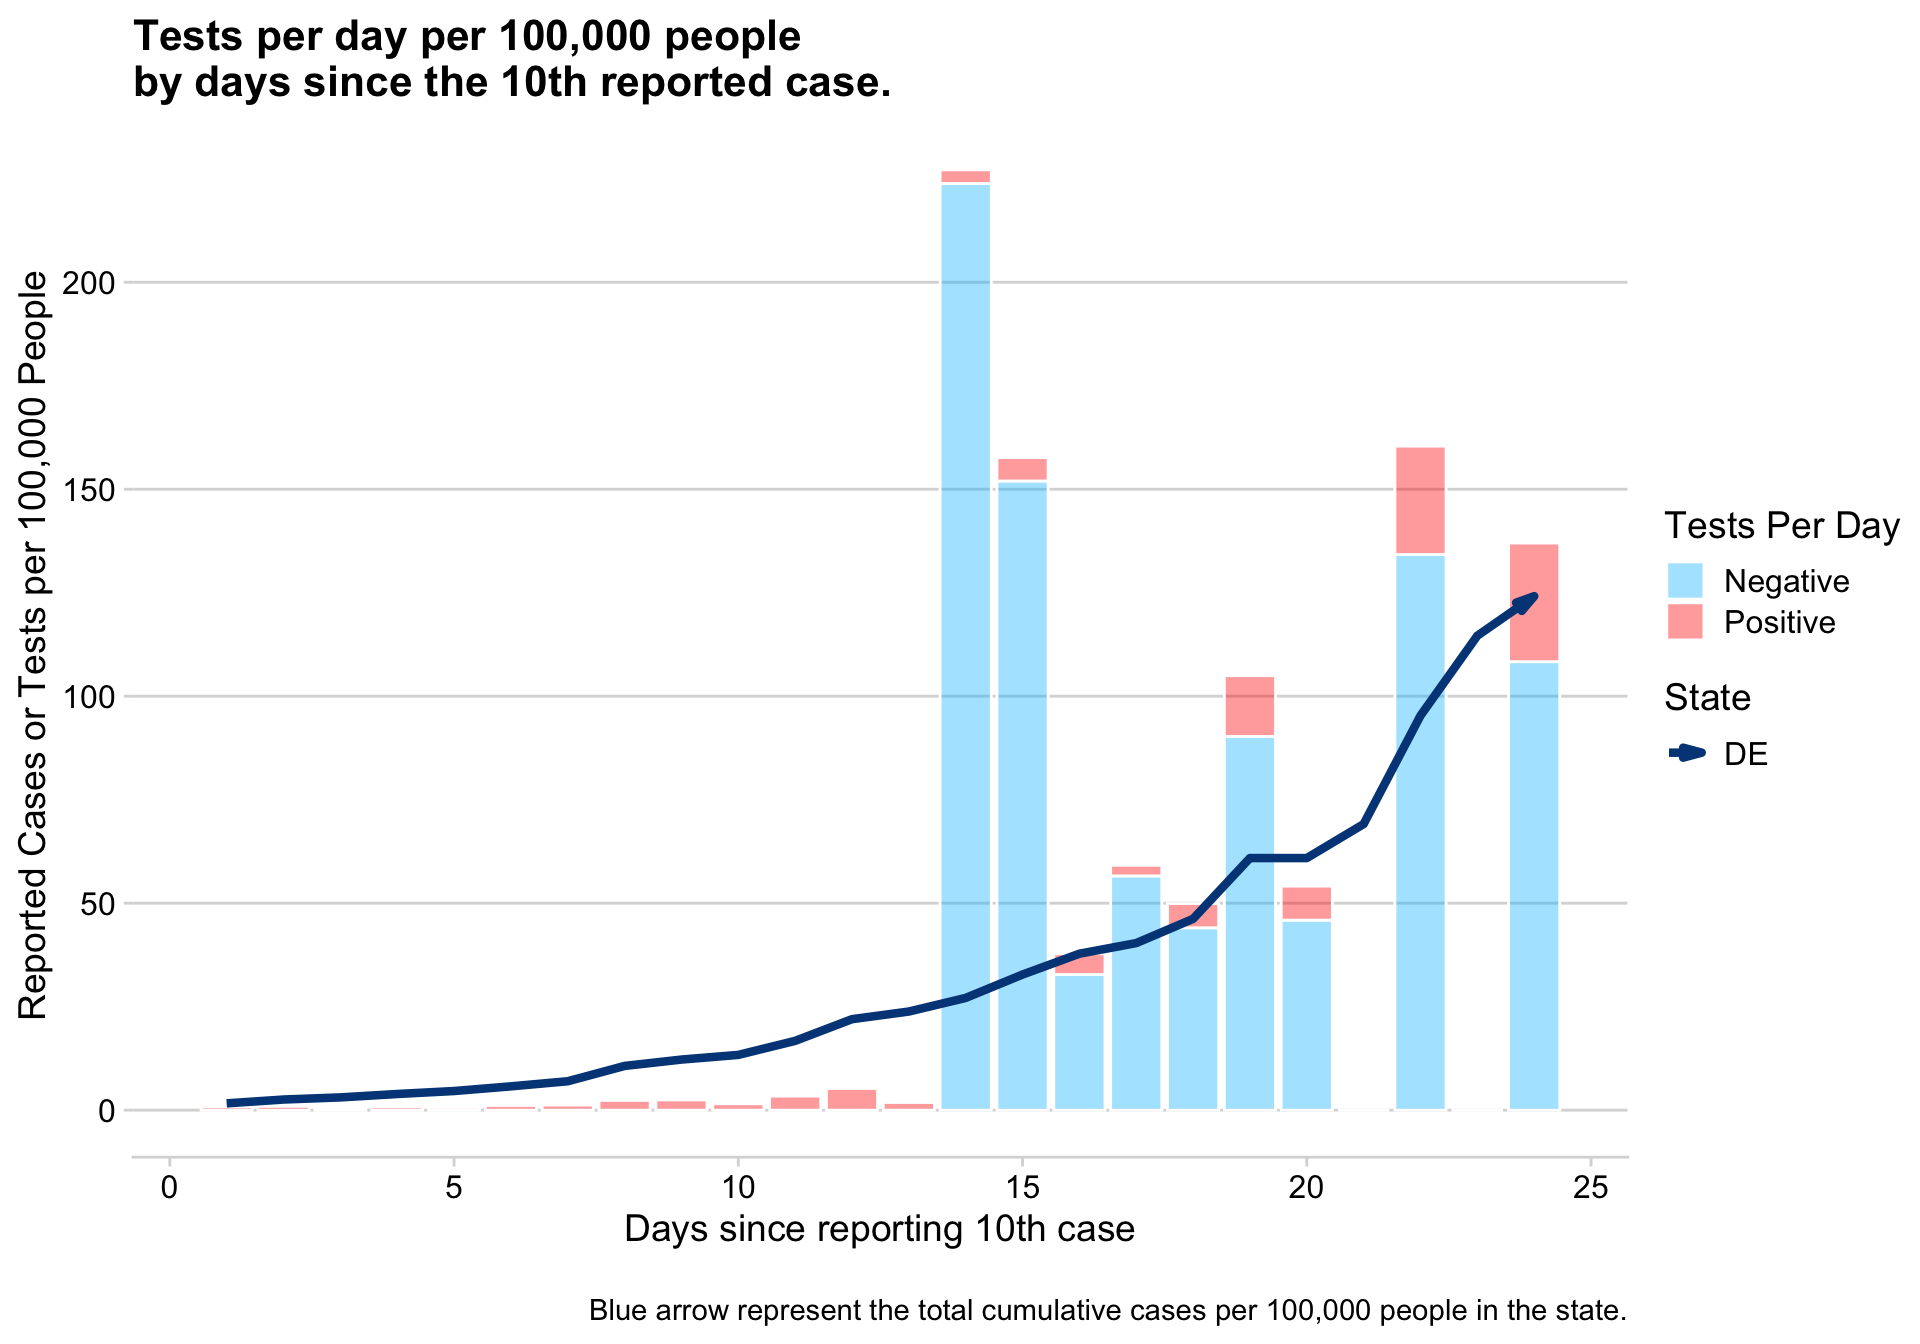 Tests per day per 100,000 people
by days since the 10th reported case.
Reported Cases or Tests per 100,000 People
200
150
100
50
0
0
5
10
15
20
25
Days since reporting 10th case
Tests Per Day
Negative
Positive
State
DE
Blue arrow represent the total cumulative cases per 100,000 people in the state.